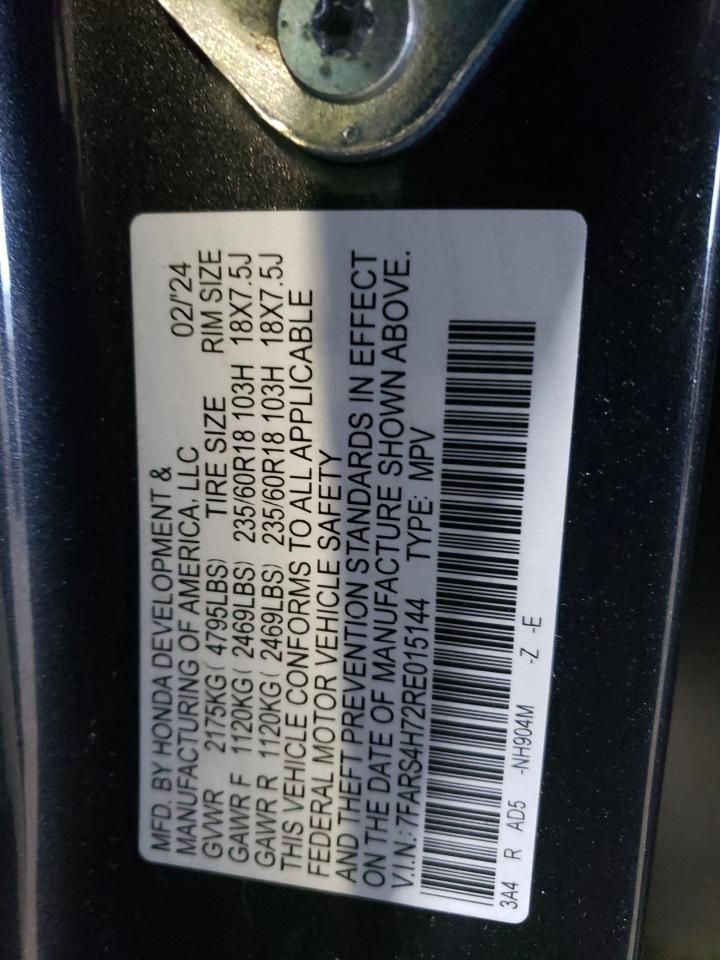 MFD. BY HONDA DEVELOPMENT &
MANUFACTURING OF AMERICA, LLC 02/'24
GVWR 2175KG( 4795LBS) TIRE SIZE RIM SIZE
GAWR F 1120KG( 2469LBS) 235/60R18 103H 18X7.5J
GAWR R 1120KG( 2469LBS) 235/60R18 103H 18X7.5J
THIS VEHICLE CONFORMS TO ALL APPLICABLE
FEDERAL MOTOR VEHICLE SAFETY
AND THEFT PREVENTION STANDARDS IN EFFECT
ON THE DATE OF MANUFACTURE SHOWN ABOVE.
V.I.N.: 7FARS4H72RE015144 TYPE: MPV
3A4 R AD5 -NH904M -Z -E